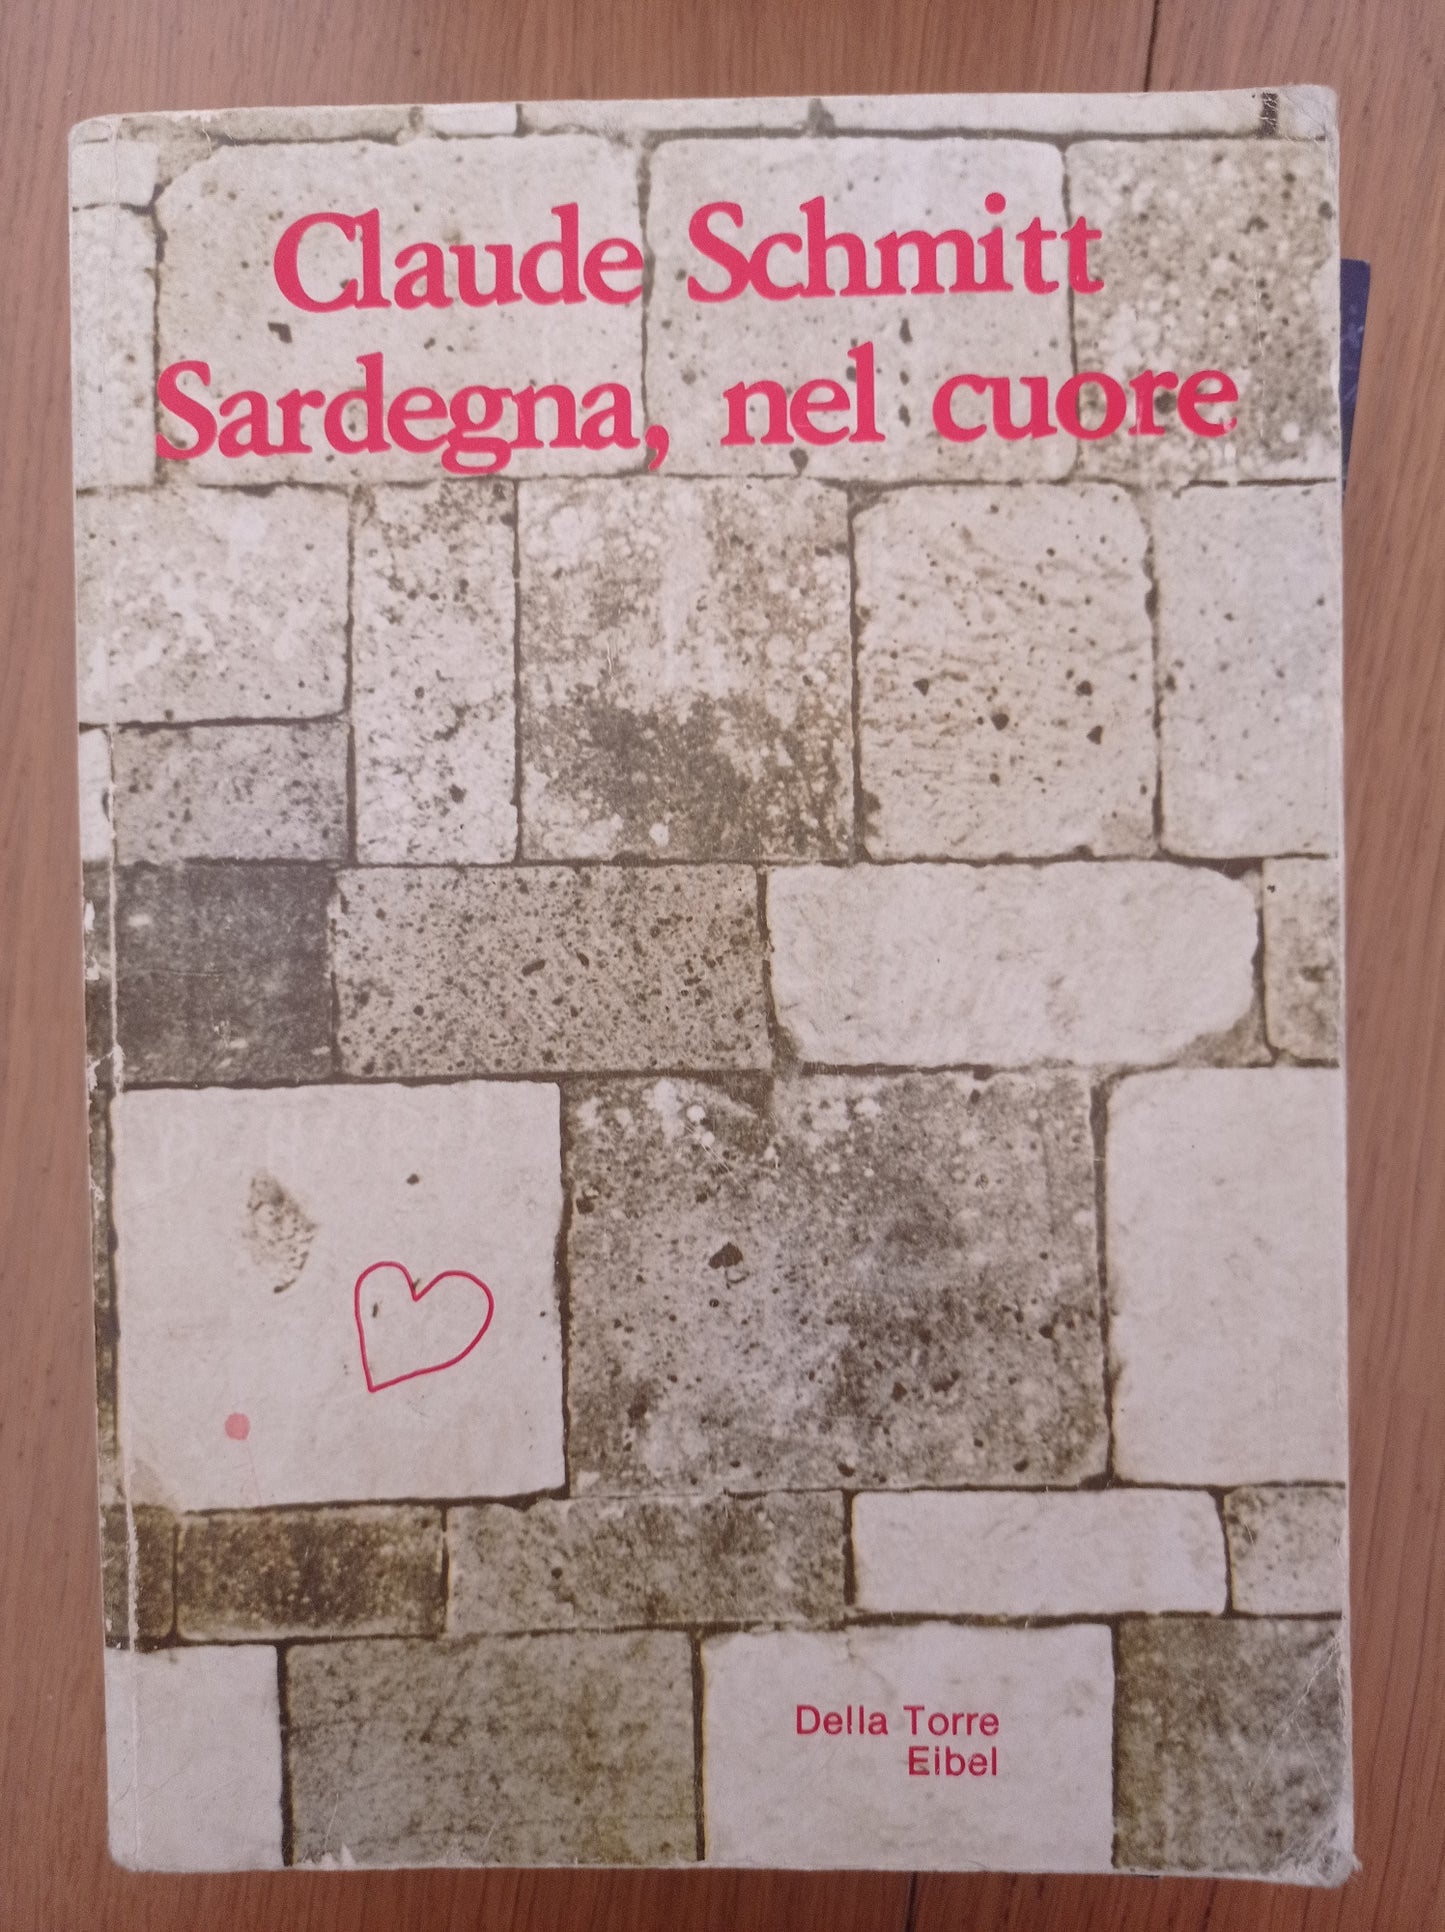 Claude Schmitt
Sardegna, nel cuore
Della Torre
Eibel